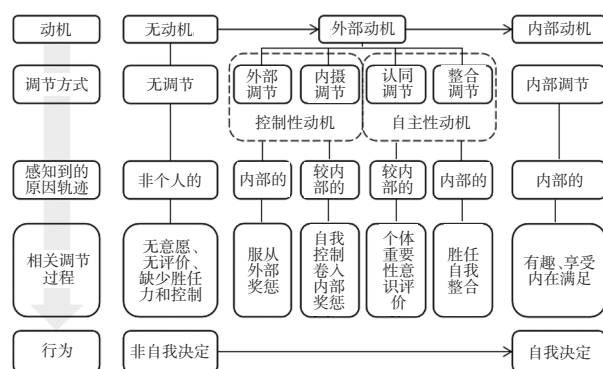 动机
无动机
外部动机
内部动机
调节方式
无调节
外部
调节
内摄
调节
认同
调节
整合
调节
内部调节
控制性动机
自主性动机
感知到的
原因轨迹
非个人的
内部的
较内
部的
较内
部的
内部的
内部的
相关调节
过程
无意愿、
无评价、
缺少胜任
力和控制
服从
外部
奖惩
自我
控制
卷入
内部
奖惩
个体
重要
性意
识评
价
胜任
自我
整合
有趣、享受
内在满足
行为
非自我决定
自我决定